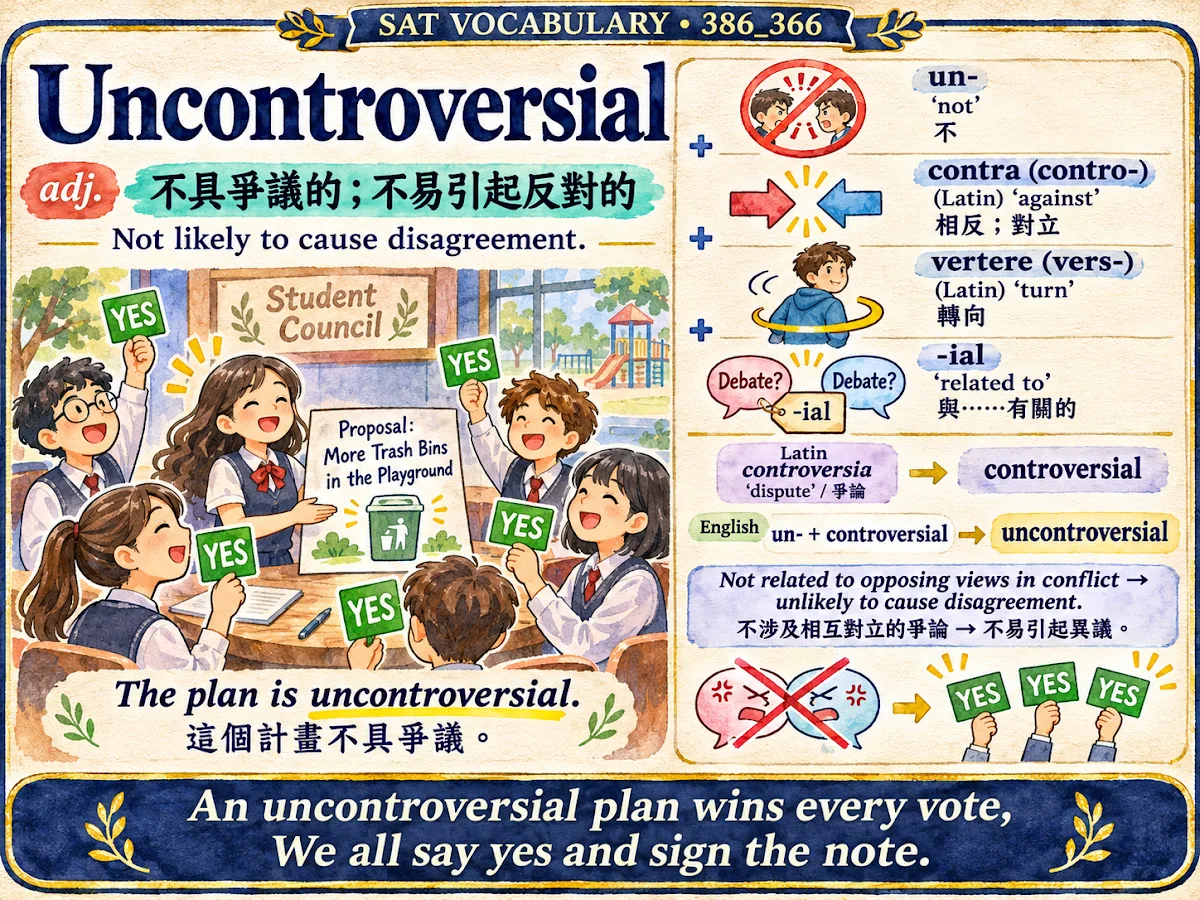 SAT VOCABULARY • 386_366
Uncontroversial
adj.
不具爭議的；不易引起反對的
Not likely to cause disagreement.
Student
Council
YES
YES
Proposal:
More Trash Bins
in the Playground
YES
YES
YES
The plan is uncontroversial.
這個計畫不具爭議。
un-
‘not’
不
+
contra (contro-)
(Latin) ‘against’
相反；對立
+
vertere (vers-)
(Latin) ‘turn’
轉向
+
Debate?
Debate?
-ial
-ial
‘related to’
與……有關的
Latin
controversia
‘dispute’ / 爭論
→
controversial
English
un- + controversial
→
uncontroversial
Not related to opposing views in conflict →
unlikely to cause disagreement.
不涉及相互對立的爭論 → 不易引起異議。
YES
YES
YES
An uncontroversial plan wins every vote,
We all say yes and sign the note.